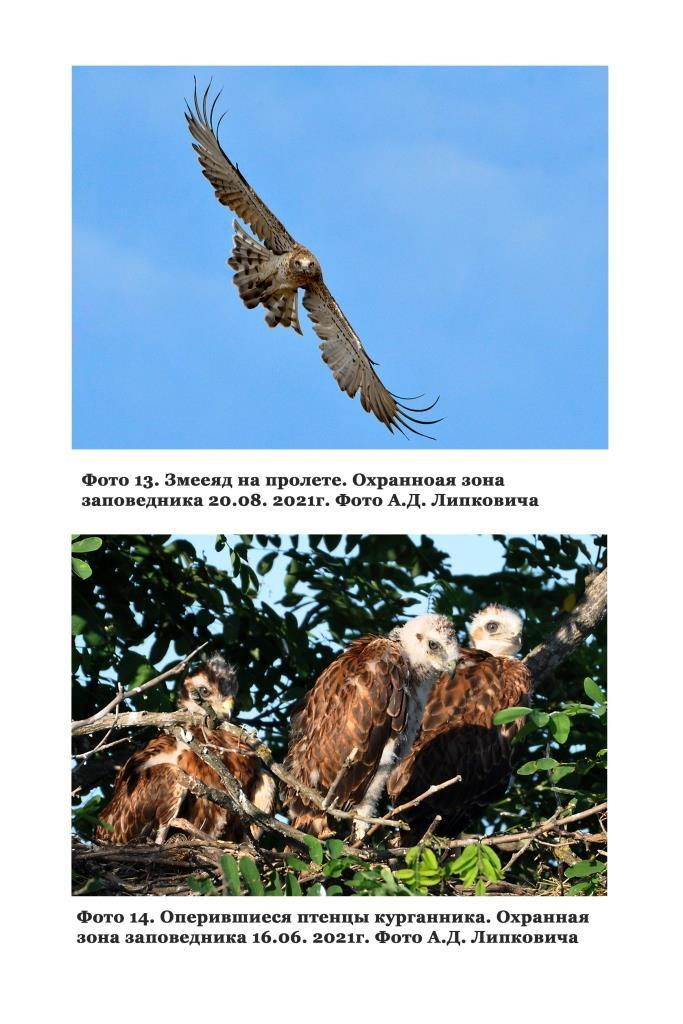 Фото 13. Змееяд на пролете. Охранноая зона
заповедника 20.08. 2021г. Фото А.Д. Липковича
Фото 14. Оперившиеся птенцы курганника. Охранная
зона заповедника 16.06. 2021г. Фото А.Д. Липковича